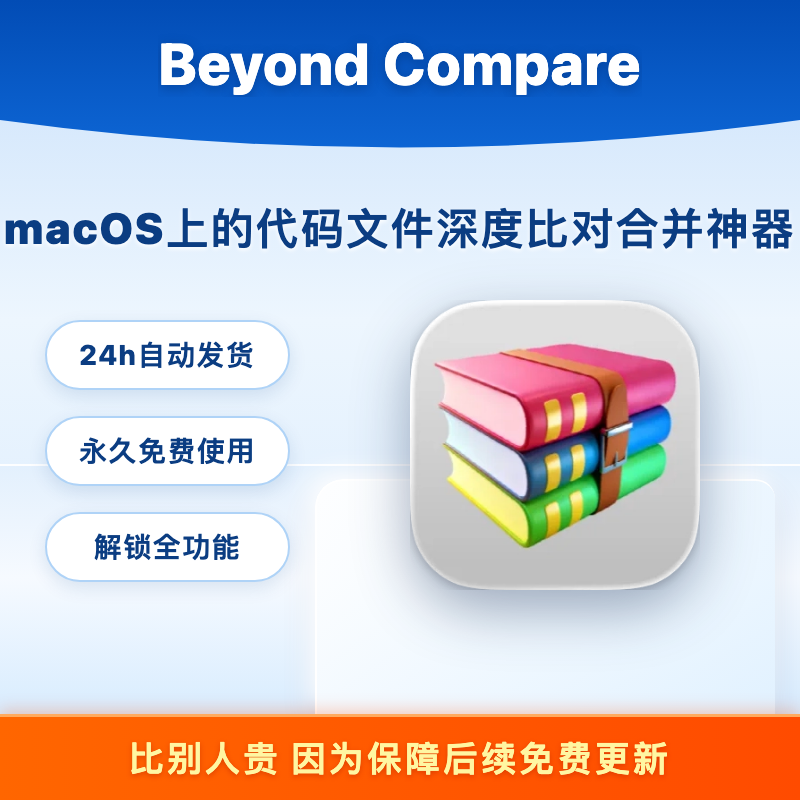 Beyond Compare
macOS上的代码文件深度比对合并神器
24h自动发货
永久免费使用
解锁全功能
比别人贵 因为保障后续免费更新